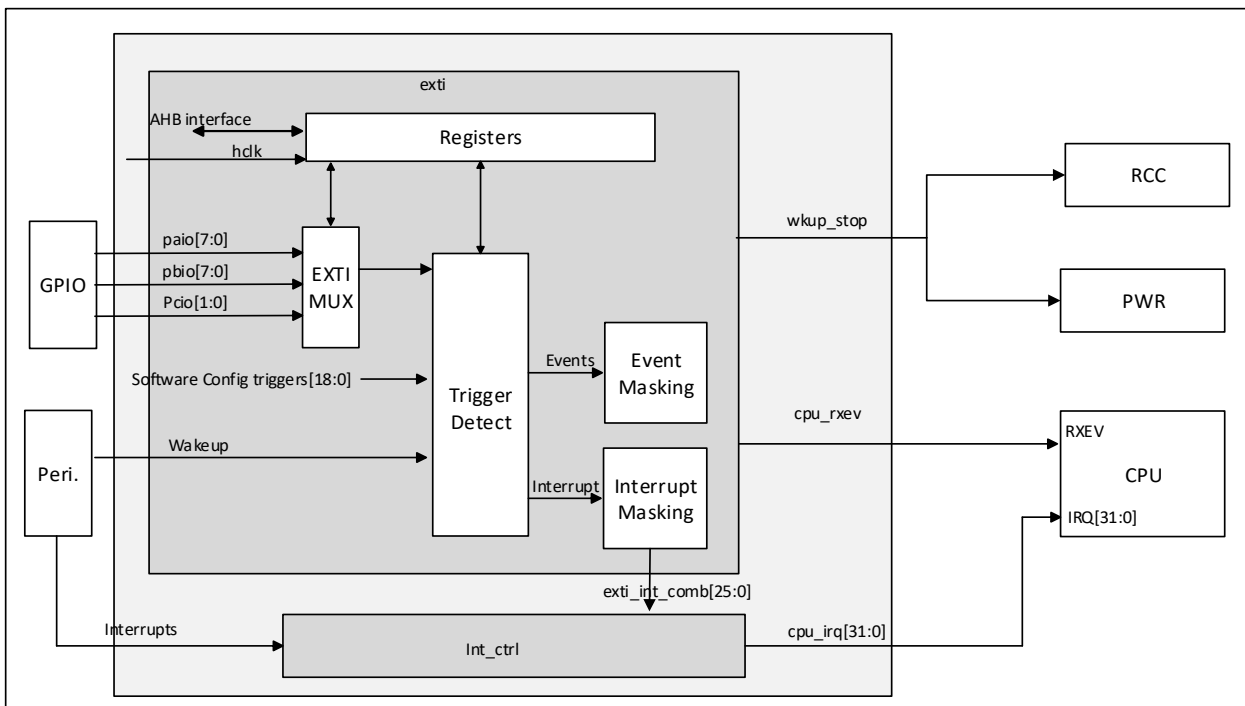 exti
AHB interface
Registers
hclk
RCC
wkup_stop
GPIO
paio[7:0]
pbio[7:0]
Pcio[1:0]
EXTI
MUX
PWR
Events
Event
Masking
Software Config triggers[18:0]
Trigger
Detect
cpu_rxev
RXEV
CPU
IRQ[31:0]
Peri.
Wakeup
Interrupt
Interrupt
Masking
exti_int_comb[25:0]
Interrupts
Int_ctrl
cpu_irq[31:0]